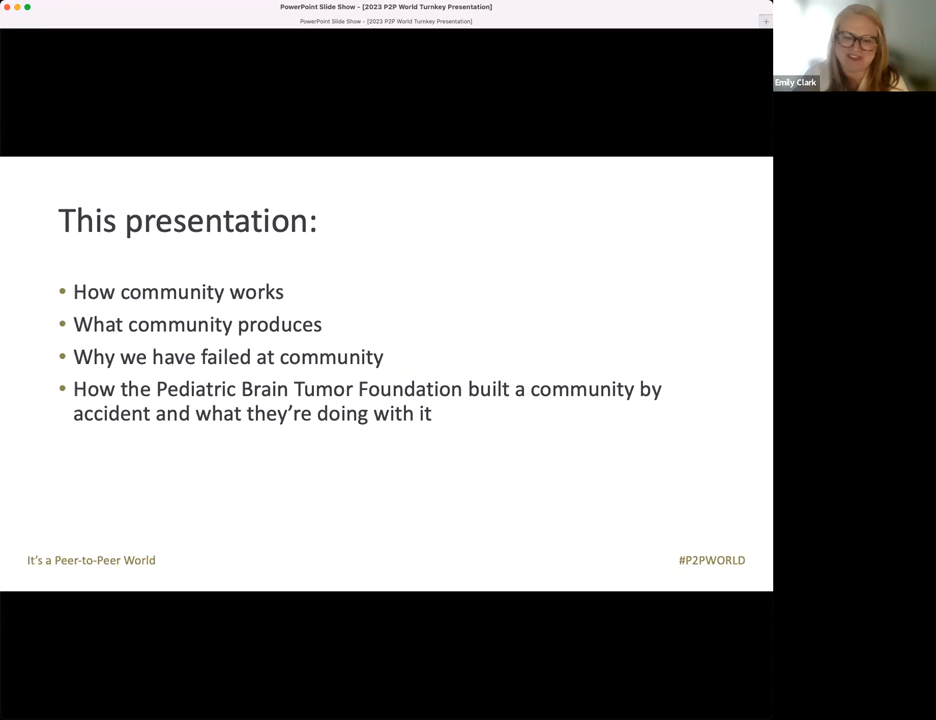 PowerPoint Slide Show - [2023 P2P World Turnkey Presentation]
PowerPoint Slide Show - [2023 P2P World Turnkey Presentation]
+
Emily Clark
This presentation:
• How community works
• What community produces
• Why we have failed at community
• How the Pediatric Brain Tumor Foundation built a community by
accident and what they’re doing with it
It’s a Peer-to-Peer World
#P2PWORLD